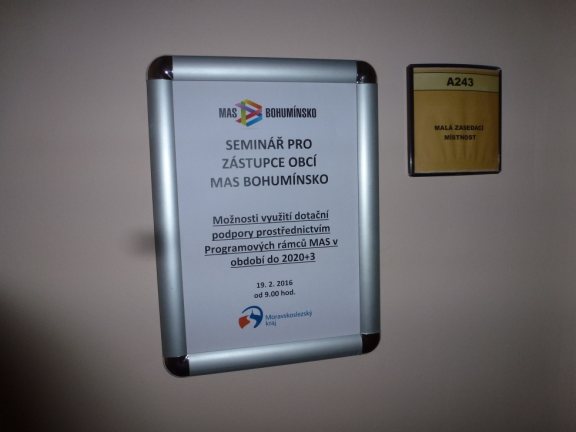 MAS BOHUMÍNSKO
SEMINÁŘ PRO
ZÁSTUPCE OBCÍ
MAS BOHUMÍNSKO
Možnosti využití dotační
podpory prostřednictvím
Programových rámců MAS v
období do 2020+3
19. 2. 2016
od 9.00 hod.
Moravskoslezský
kraj
A243
MALÁ ZASEDACÍ
MÍSTNOST